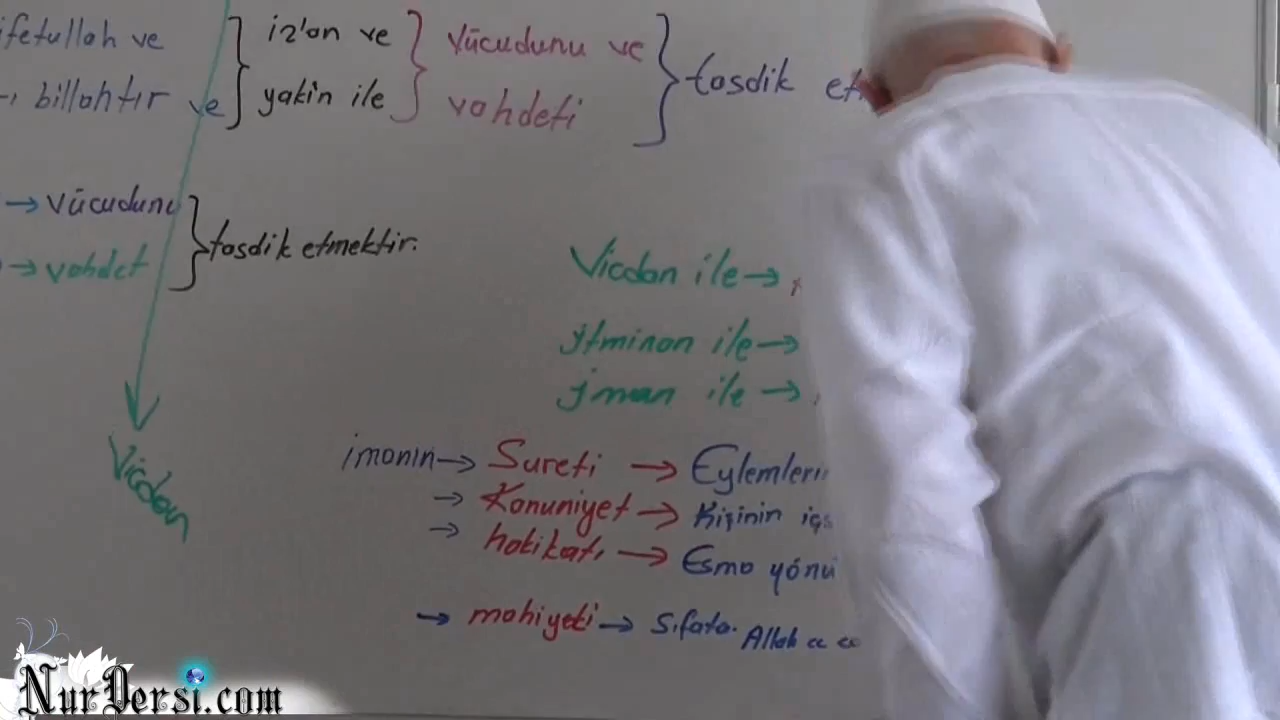 ifetullah ve } iz'an ve } Vücudunu ve } tasdik et
billahtır ve yakîn ile vahdeti
→ vücudunu } tasdik etmektir.
→ vahdet
Vicdan ile →
İtminan ile →
İman ile →
Vicdan
imanın → Sureti → Eylemleri
→ Kanuniyet → Kişinin iç
→ hakikatı → Esma yönü
→ mahiyeti → Sıfata. Allah cc
NurDersi.com